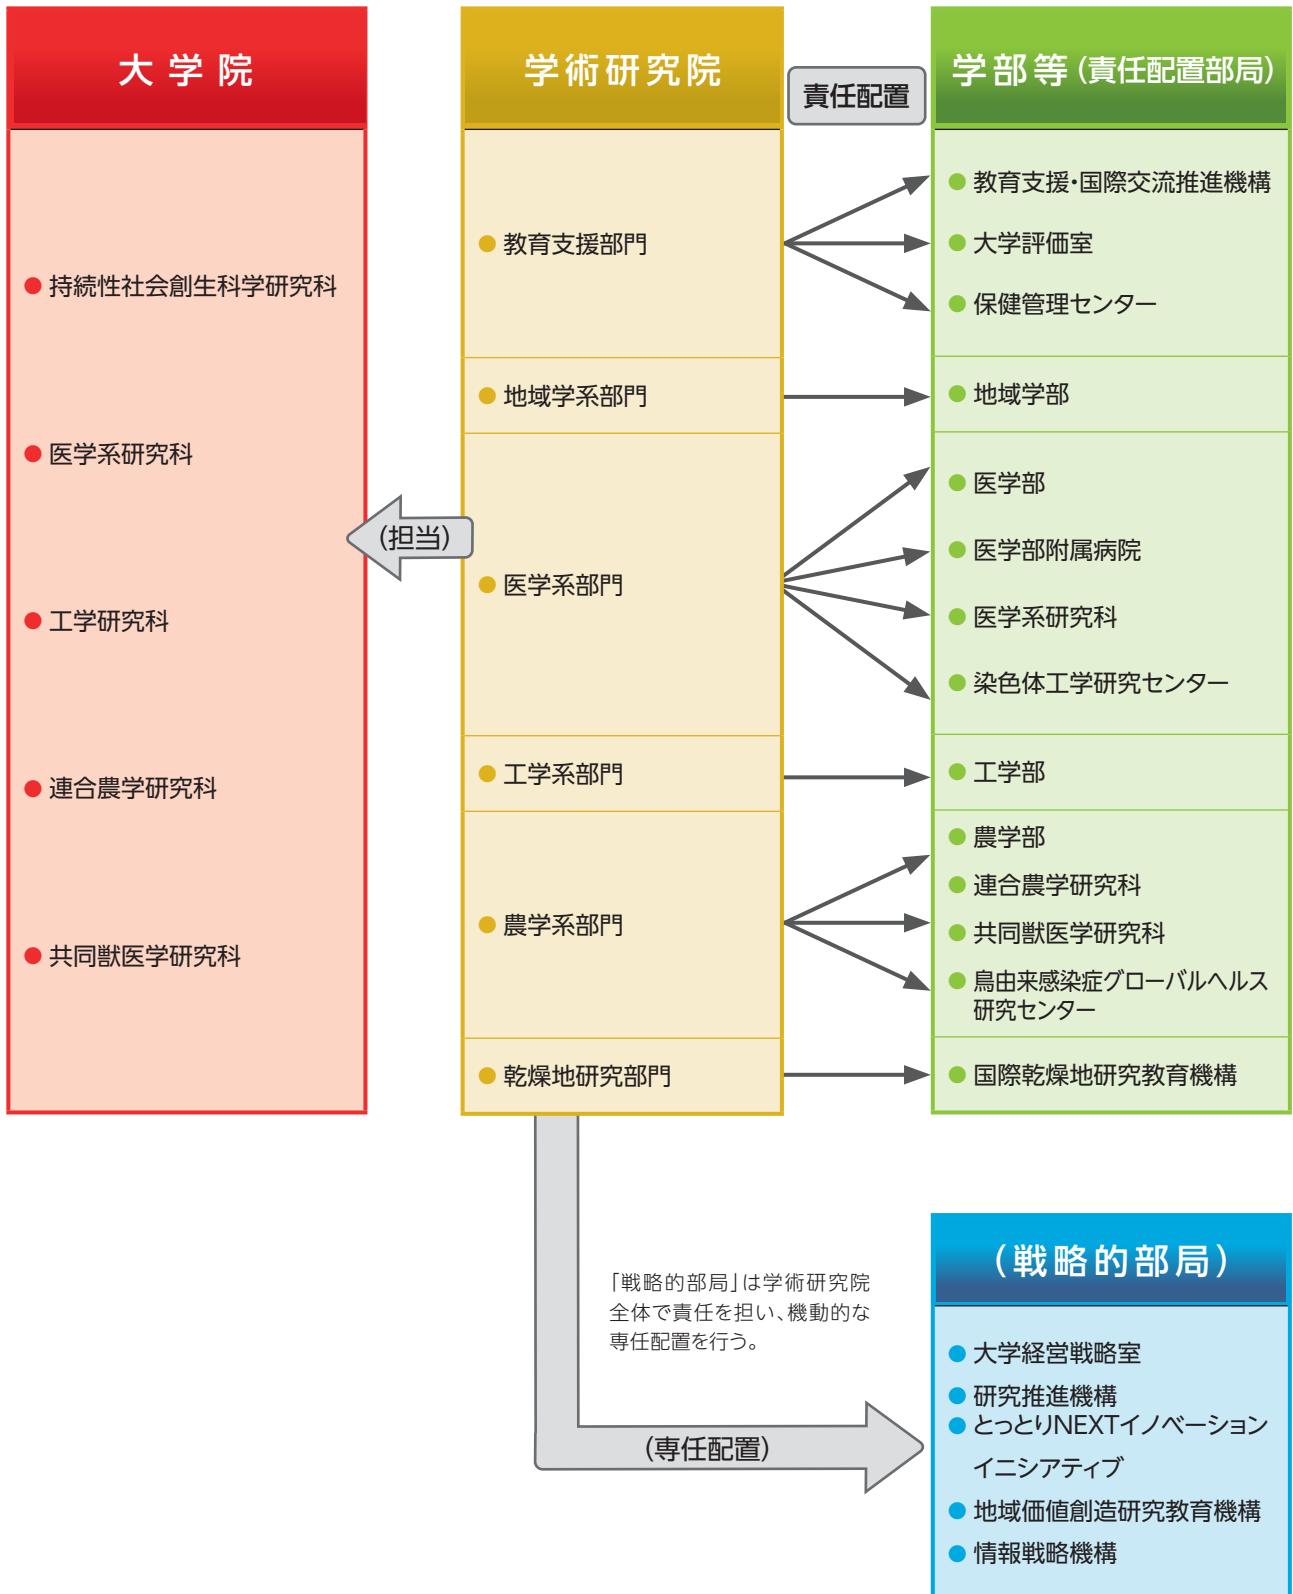 大学院
● 持続性社会創生科学研究科
● 医学系研究科
● 工学研究科
● 連合農学研究科
● 共同獣医学研究科
(担当)
学術研究院
● 教育支援部門
● 地域学系部門
● 医学系部門
● 工学系部門
● 農学系部門
● 乾燥地研究部門
責任配置
学部等(責任配置部局)
● 教育支援・国際交流推進機構
● 大学評価室
● 保健管理センター
● 地域学部
● 医学部
● 医学部附属病院
● 医学系研究科
● 染色体工学研究センター
● 工学部
● 農学部
● 連合農学研究科
● 共同獣医学研究科
● 鳥由来感染症グローバルヘルス
研究センター
● 国際乾燥地研究教育機構
「戦略的部局」は学術研究院
全体で責任を担い、機動的な
専任配置を行う。
(専任配置)
(戦略的部局)
● 大学経営戦略室
● 研究推進機構
● とっとりNEXTイノベーション
イニシアティブ
● 地域価値創造研究教育機構
● 情報戦略機構